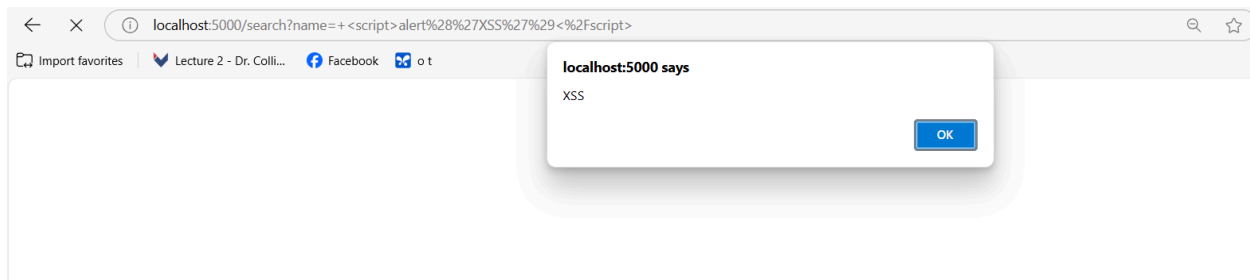 localhost:5000/search?name=+<script>alert%28%27XSS%27%29<%2Fscript>
Import favorites Lecture 2 - Dr. Colli... Facebook o t
localhost:5000 says
XSS
OK